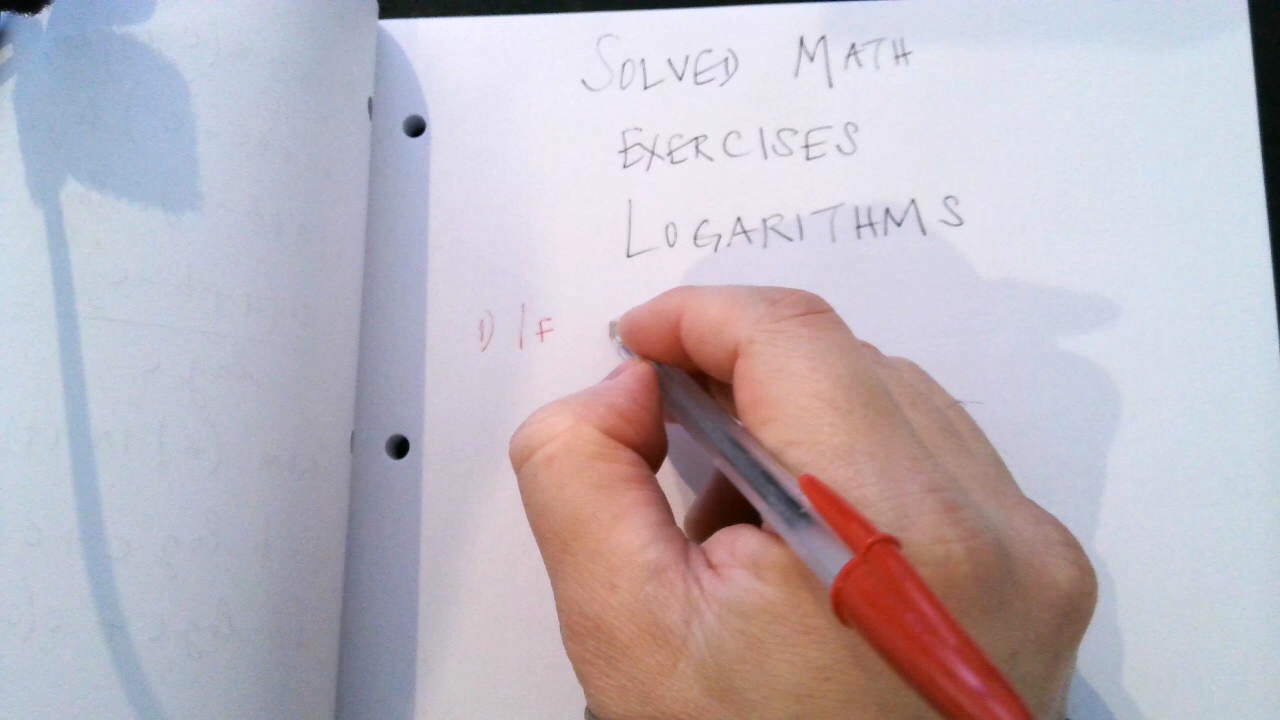 SOLVED MATH
EXERCISES
LOGARITHMS
1) IF